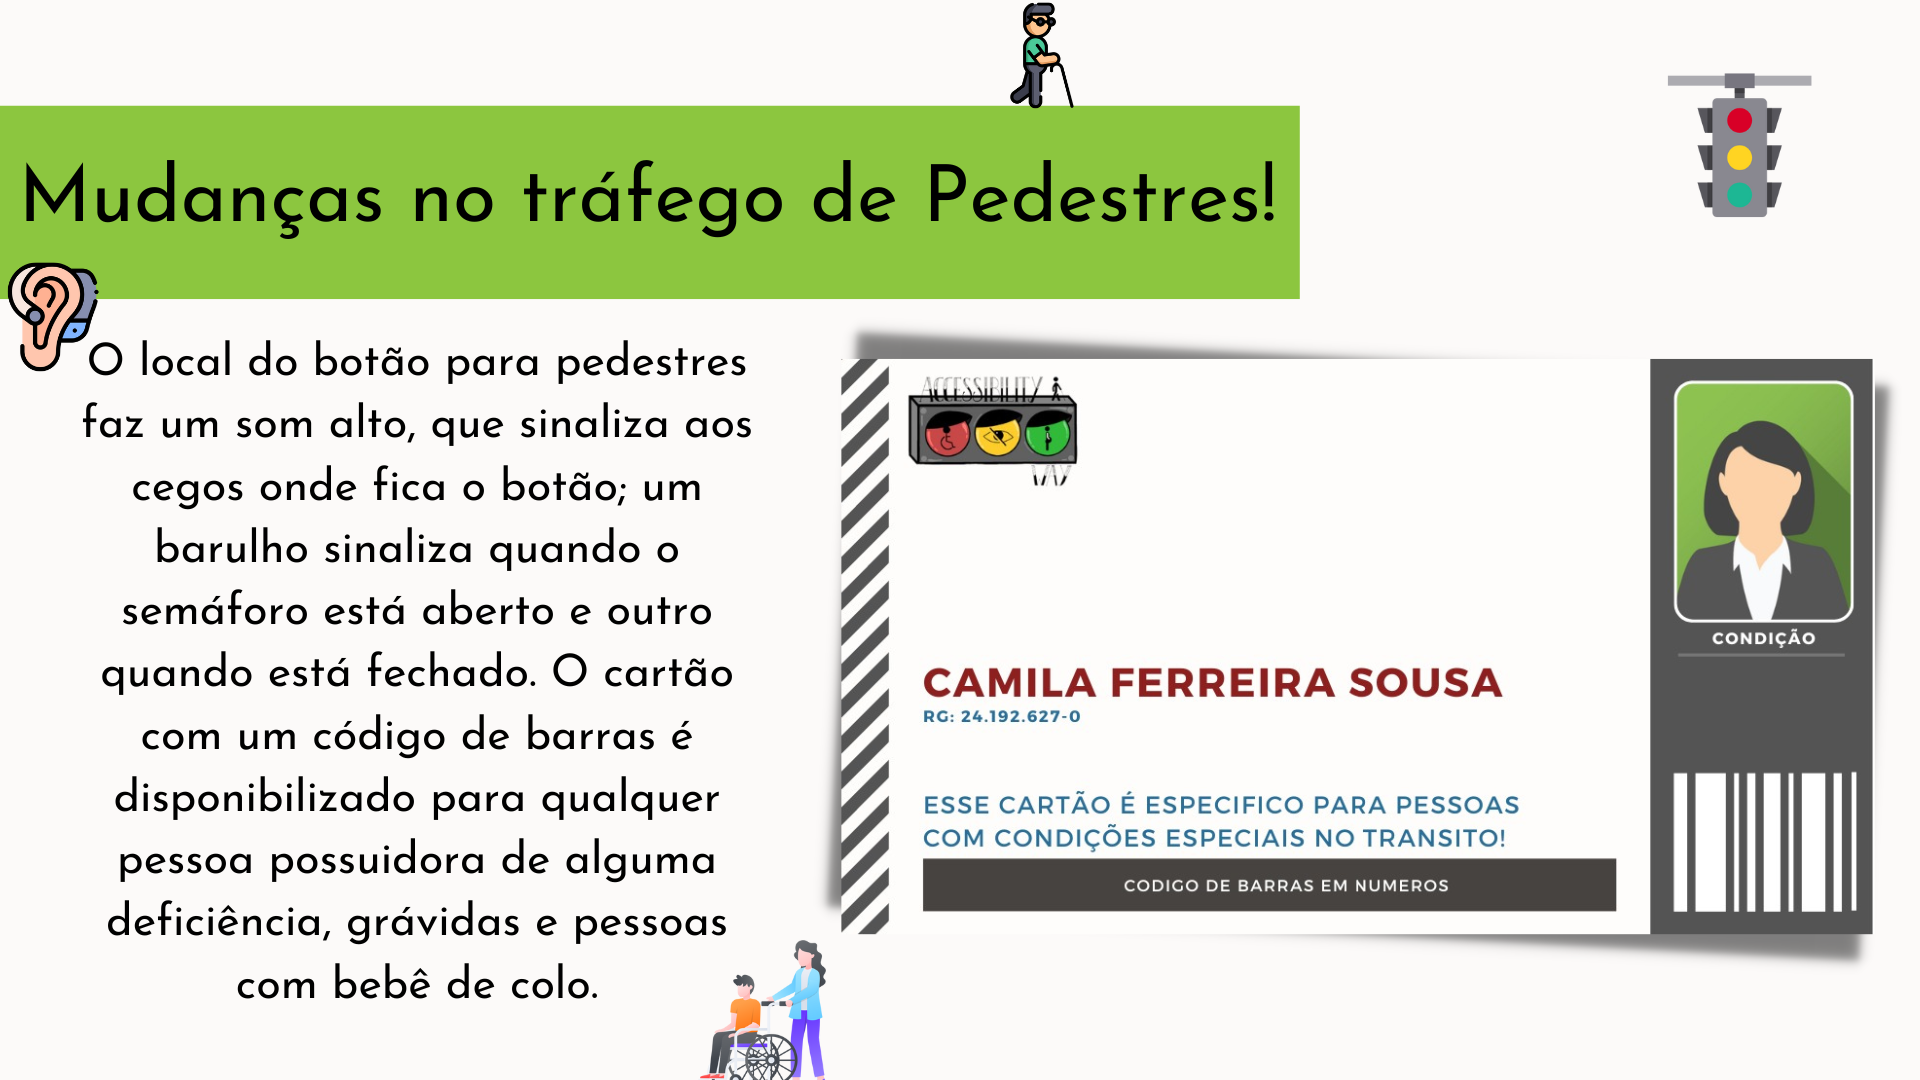 Mudanças no tráfego de Pedestres!
O local do botão para pedestres
faz um som alto, que sinaliza aos
cegos onde fica o botão; um
barulho sinaliza quando o
semáforo está aberto e outro
quando está fechado. O cartão
com um código de barras é
disponibilizado para qualquer
pessoa possuidora de alguma
deficiência, grávidas e pessoas
com bebê de colo.
ACCESSIBILITY
WAY
CAMILA FERREIRA SOUSA
RG: 24.192.627-0
ESSE CARTÃO É ESPECIFICO PARA PESSOAS
COM CONDIÇÕES ESPECIAIS NO TRANSITO!
CODIGO DE BARRAS EM NUMEROS
CONDIÇÃO